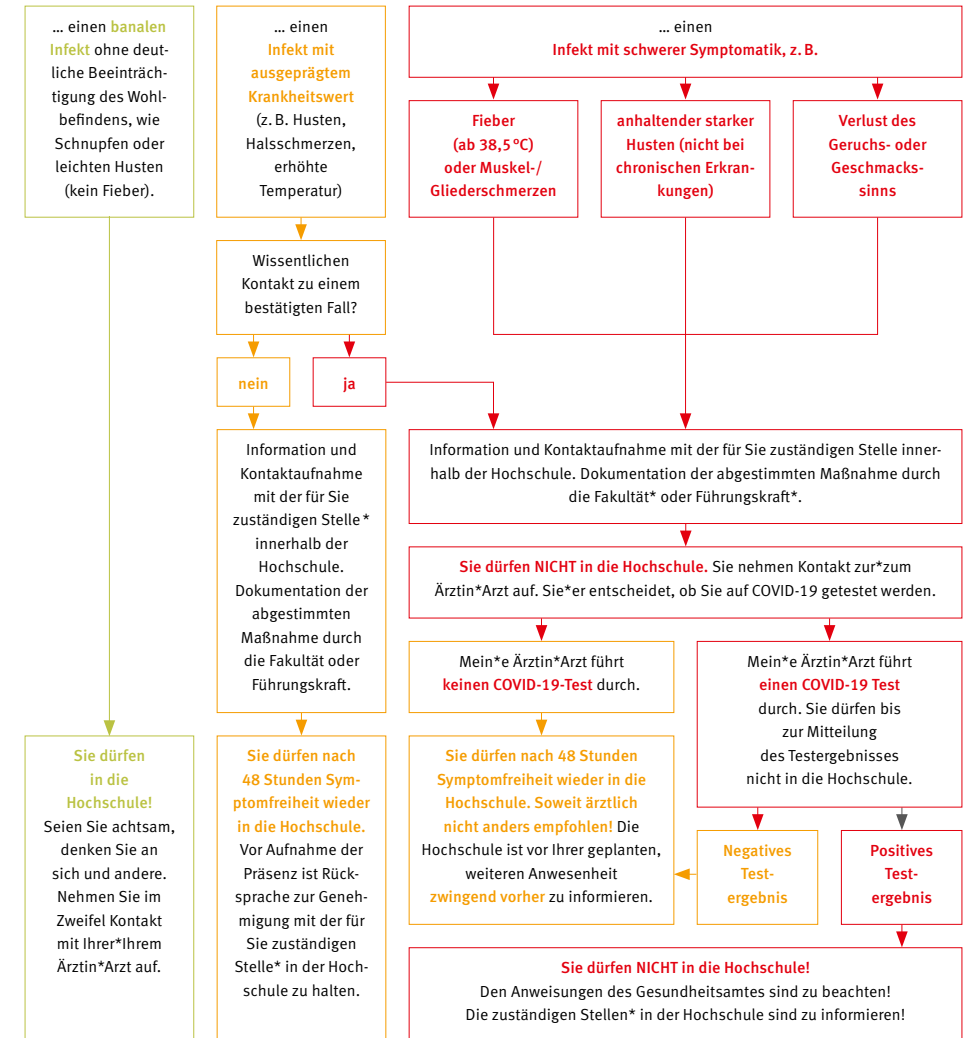 … einen banalen
Infekt ohne deut-
liche Beeinträch-
tigung des Wohl-
befindens, wie
Schnupfen oder
leichten Husten
(kein Fieber).
… einen
Infekt mit
ausgeprägtem
Krankheitswert
(z. B. Husten,
Halsschmerzen,
erhöhte
Temperatur)
… einen
Infekt mit schwerer Symptomatik, z. B.
Fieber
(ab 38,5 °C)
oder Muskel-/
Gliederschmerzen
anhaltender starker
Husten (nicht bei
chronischen Erkran-
kungen)
Verlust des
Geruchs- oder
Geschmacks-
sinns
Wissentlichen
Kontakt zu einem
bestätigten Fall?
nein
ja
Information und
Kontaktaufnahme
mit der für Sie
zuständigen Stelle *
innerhalb der
Hochschule.
Dokumentation der
abgestimmten
Maßnahme durch
die Fakultät oder
Führungskraft.
Information und Kontaktaufnahme mit der für Sie zuständigen Stelle inner-
halb der Hochschule. Dokumentation der abgestimmten Maßnahme durch
die Fakultät* oder Führungskraft*.
Sie dürfen NICHT in die Hochschule. Sie nehmen Kontakt zur*zum
Ärztin*Arzt auf. Sie*er entscheidet, ob Sie auf COVID-19 getestet werden.
Mein*e Ärztin*Arzt führt
keinen COVID-19-Test durch.
Mein*e Ärztin*Arzt führt
einen COVID-19 Test
durch. Sie dürfen bis
zur Mitteilung
des Testergebnisses
nicht in die Hochschule.
Sie dürfen
in die
Hochschule!
Seien Sie achtsam,
denken Sie an
sich und andere.
Nehmen Sie im
Zweifel Kontakt
mit Ihrer*Ihrem
Ärztin*Arzt auf.
Sie dürfen nach
48 Stunden Sym-
ptomfreiheit wieder
in die Hochschule.
Vor Aufnahme der
Präsenz ist Rück-
sprache zur Geneh-
migung mit der für
Sie zuständigen
Stelle* in der Hoch-
schule zu halten.
Sie dürfen nach 48 Stunden
Symptomfreiheit wieder in die
Hochschule. Soweit ärztlich
nicht anders empfohlen! Die
Hochschule ist vor Ihrer geplanten,
weiteren Anwesenheit
zwingend vorher zu informieren.
Negatives
Test-
ergebnis
Positives
Test-
ergebnis
Sie dürfen NICHT in die Hochschule!
Den Anweisungen des Gesundheitsamtes sind zu beachten!
Die zuständigen Stellen* in der Hochschule sind zu informieren!